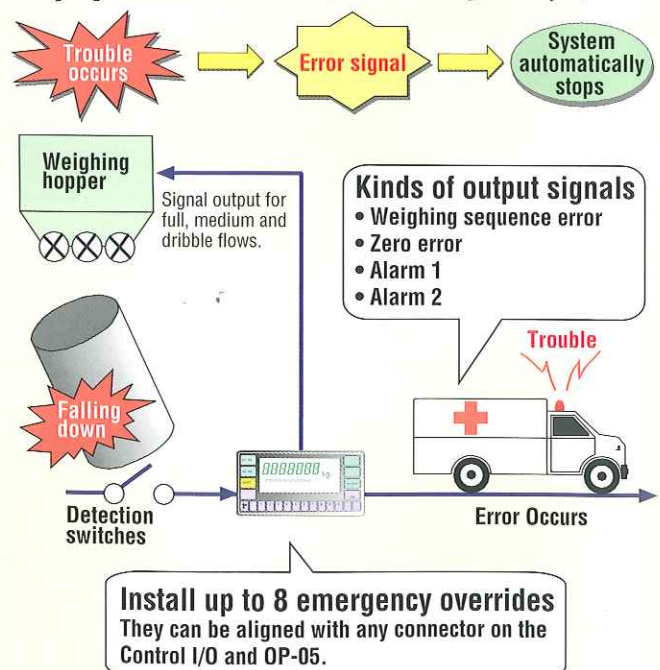 Trouble
occurs
Error signal
System
automatically
stops
Weighing
hopper
Signal output for
full, medium and
dribble flows.
Kinds of output signals
• Weighing sequence error
• Zero error
• Alarm 1
• Alarm 2
Trouble
Falling
down
0000000 kg
Detection
switches
Error Occurs
Install up to 8 emergency overrides
They can be aligned with any connector on the
Control I/O and OP-05.